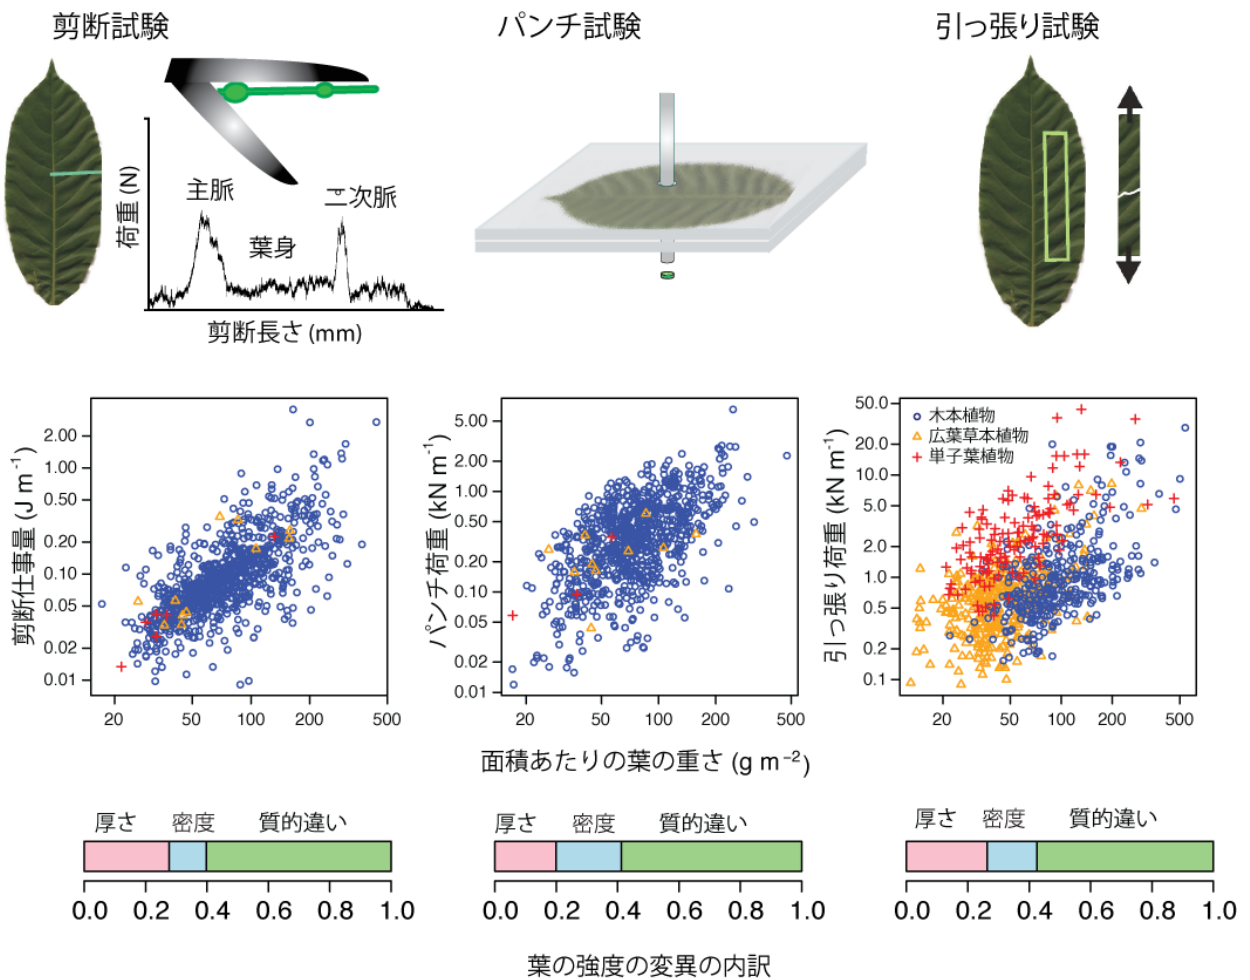 剪断試験
パンチ試験
引っ張り試験
荷重 (N)
主脈
葉身
二次脈
剪断長さ (mm)
剪断仕事量 (J m⁻¹)
2.00
1.00
0.50
0.20
0.10
0.05
0.02
0.01
20
50
100
200
500
パンチ荷重 (kN m⁻¹)
5.00
2.00
1.00
0.50
0.20
0.10
0.05
0.02
0.01
20
50
100
200
500
引っ張り荷重 (kN m⁻¹)
50.0
20.0
10.0
5.0
2.0
1.0
0.5
0.2
0.1
木本植物
広葉草本植物
単子葉植物
20
50
100
200
500
面積あたりの葉の重さ (g m⁻²)
厚さ 密度 質的違い
0.0 0.2 0.4 0.6 0.8 1.0
厚さ 密度 質的違い
0.0 0.2 0.4 0.6 0.8 1.0
厚さ 密度 質的違い
0.0 0.2 0.4 0.6 0.8 1.0
葉の強度の変異の内訳